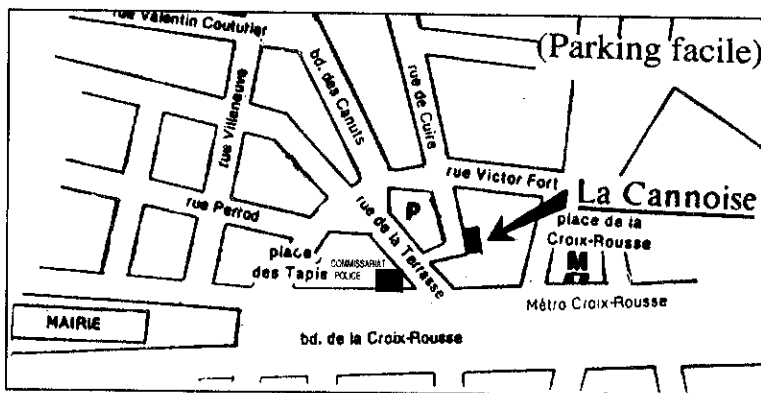 rue Valentin Couturier
(Parking facile)
bd. des Canuts
rue de Cuire
rue Villeneuve
rue Victor Fort
La Cannoise
rue Perrod
P
rue de la Terrasse
place de la
Croix-Rousse
place
des Tapis
COMMISSARIAT
POLICE
M
Métro Croix-Rousse
MAIRIE
bd. de la Croix-Rousse